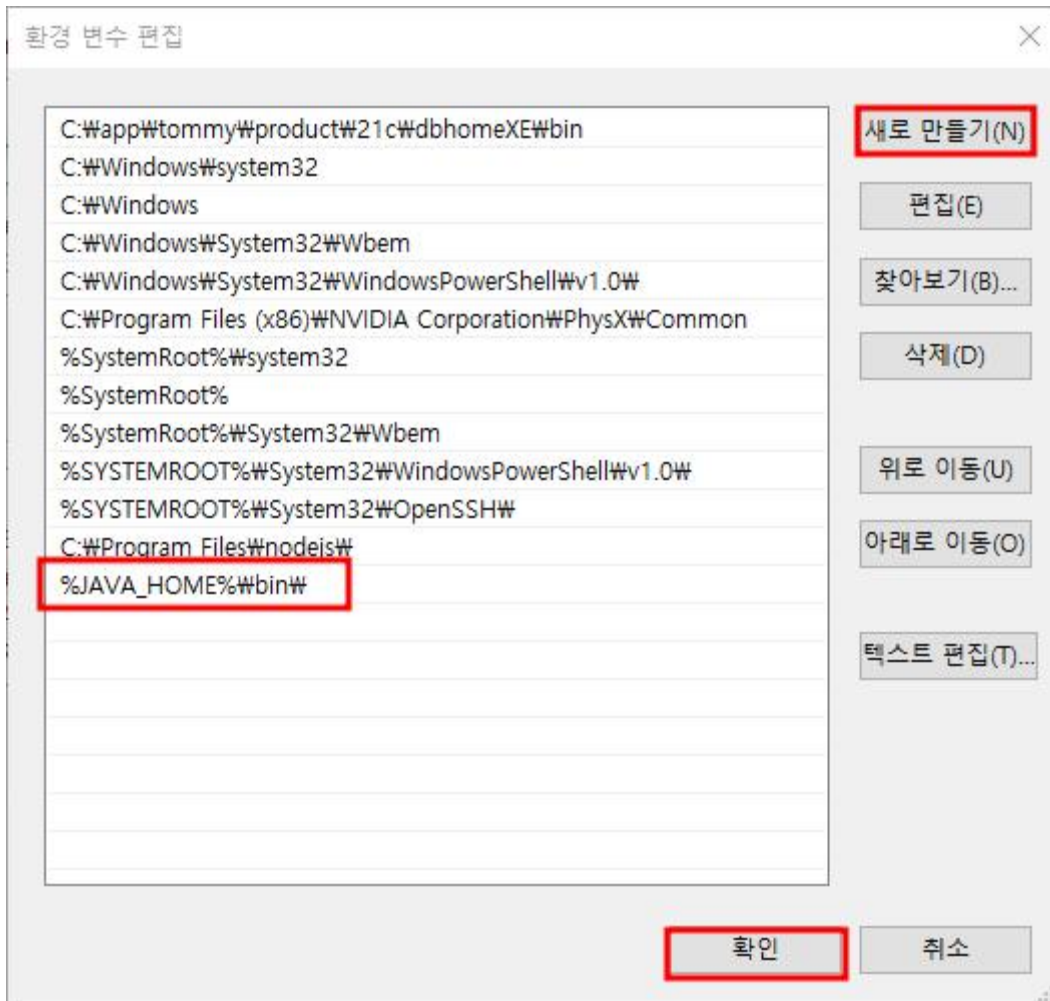 환경 변수 편집
C:₩app₩tommy₩product₩21c₩dbhomeXE₩bin
C:₩Windows₩system32
C:₩Windows
C:₩Windows₩System32₩Wbem
C:₩Windows₩System32₩WindowsPowerShell₩v1.0₩
C:₩Program Files (x86)₩NVIDIA Corporation₩PhysX₩Common
%SystemRoot%₩system32
%SystemRoot%
%SystemRoot%₩System32₩Wbem
%SYSTEMROOT%₩System32₩WindowsPowerShell₩v1.0₩
%SYSTEMROOT%₩System32₩OpenSSH₩
C:₩Program Files₩nodejs₩
%JAVA_HOME%₩bin₩
새로 만들기(N)
편집(E)
찾아보기(B)...
삭제(D)
위로 이동(U)
아래로 이동(O)
텍스트 편집(T)...
확인
취소